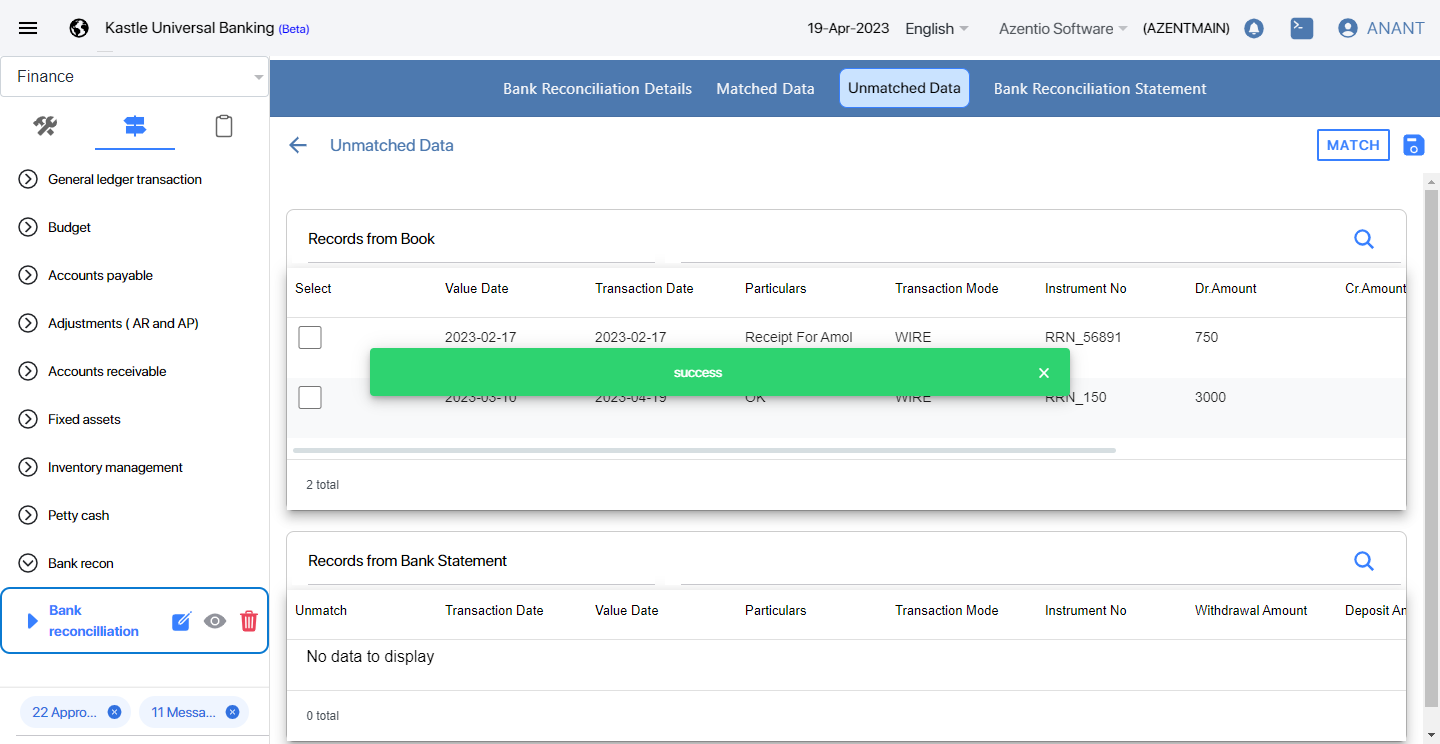 Kastle Universal Banking (Beta)
19-Apr-2023 English Azentio Software (AZENTMAIN) ANANT
Finance
Bank Reconciliation Details Matched Data Unmatched Data Bank Reconciliation Statement
Unmatched Data
MATCH
General ledger transaction
Budget
Accounts payable
Adjustments ( AR and AP)
Accounts receivable
Fixed assets
Inventory management
Petty cash
Bank recon
Bank
reconcilliation
22 Appro... 11 Messa...
Records from Book
Select Value Date Transaction Date Particulars Transaction Mode Instrument No Dr.Amount Cr.Amount
2023-02-17 2023-02-17 Receipt For Amol WIRE RRN_56891 750
success
2023-03-10 2023-04-19 OK WIRE RRN_150 3000
2 total
Records from Bank Statement
Unmatch Transaction Date Value Date Particulars Transaction Mode Instrument No Withdrawal Amount Deposit Am
No data to display
0 total